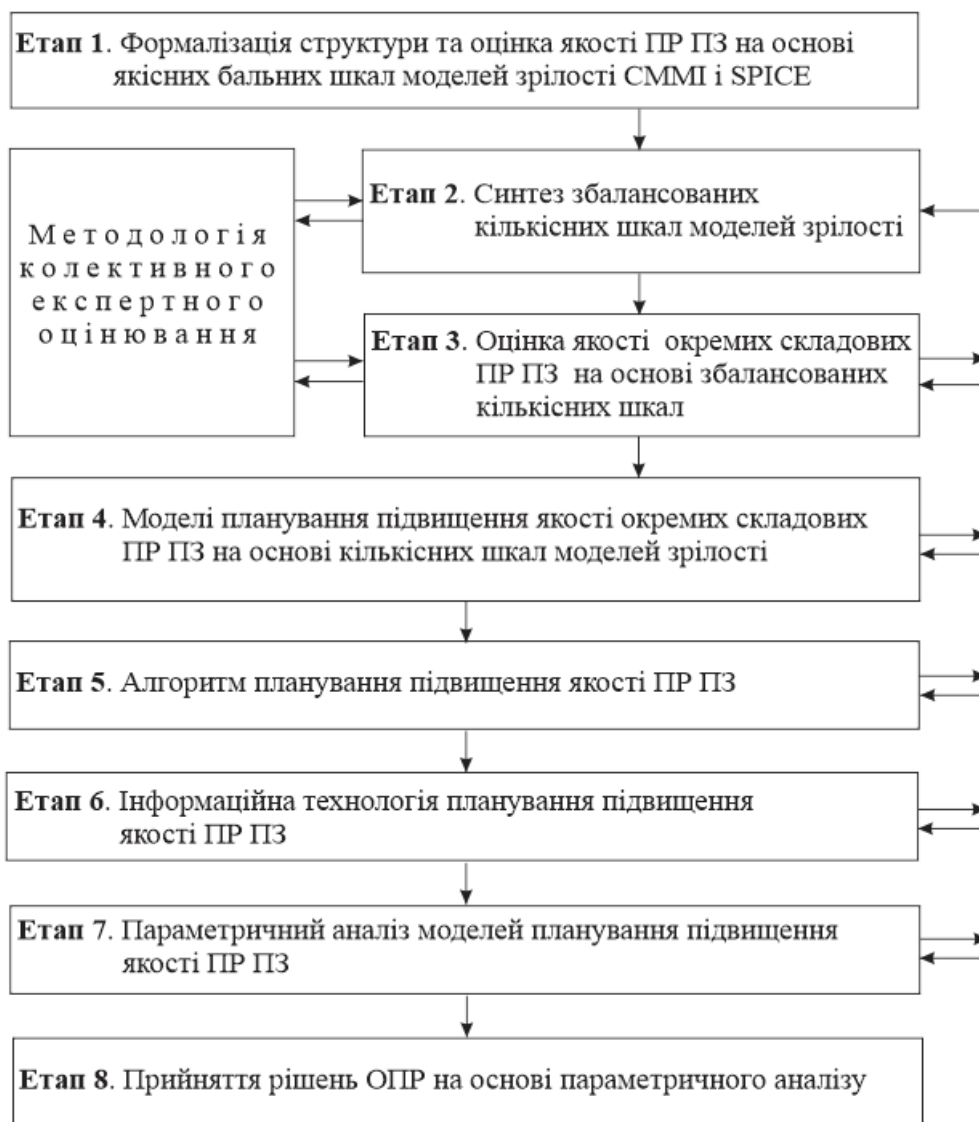 Етап 1. Формалізація структури та оцінка якості ПР ПЗ на основі
якісних бальних шкал моделей зрілості CMMI і SPICE
Методологія
колективного
експертного
оцінювання
Етап 2. Синтез збалансованих
кількісних шкал моделей зрілості
Етап 3. Оцінка якості окремих складових
ПР ПЗ на основі збалансованих
кількісних шкал
Етап 4. Моделі планування підвищення якості окремих складових
ПР ПЗ на основі кількісних шкал моделей зрілості
Етап 5. Алгоритм планування підвищення якості ПР ПЗ
Етап 6. Інформаційна технологія планування підвищення
якості ПР ПЗ
Етап 7. Параметричний аналіз моделей планування підвищення
якості ПР ПЗ
Етап 8. Прийняття рішень ОПР на основі параметричного аналізу